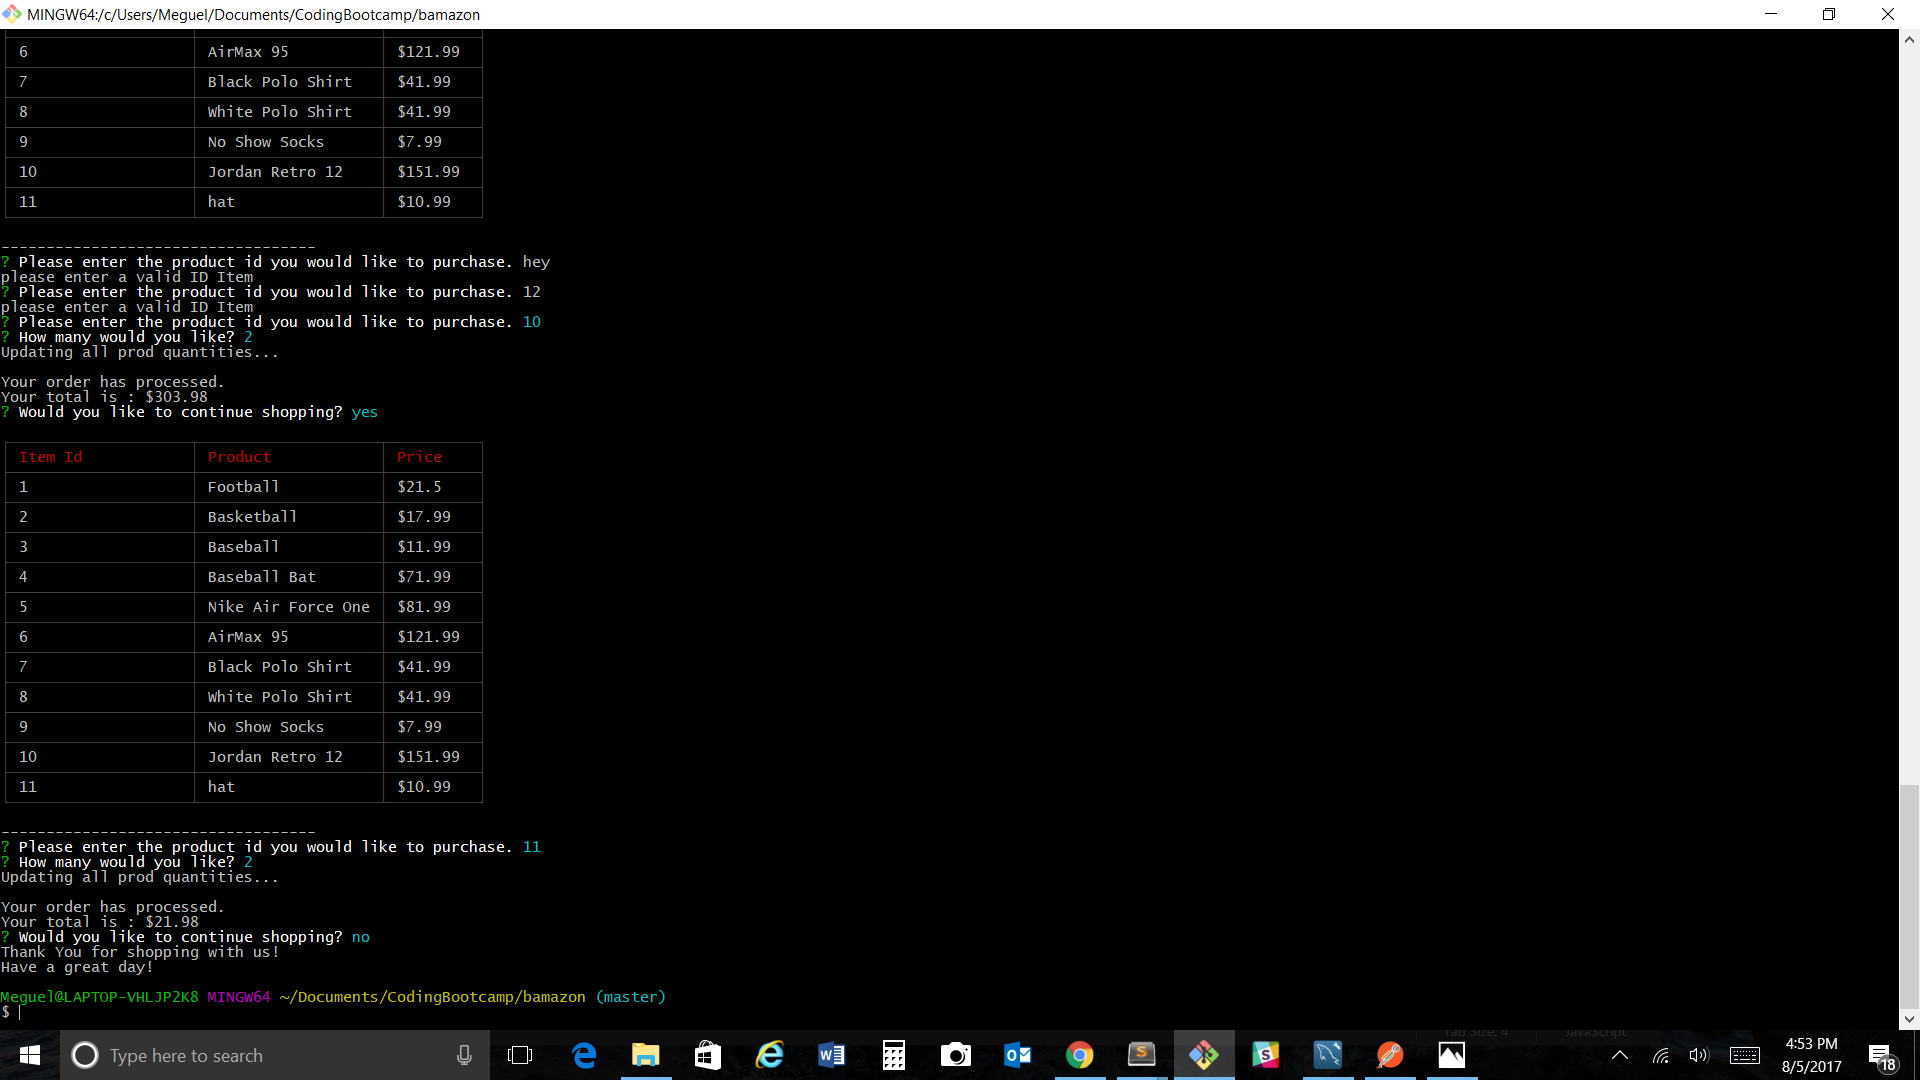 MINGW64:/c/Users/Meguel/Documents/CodingBootcamp/bamazon
6 AirMax 95 $121.99
7 Black Polo Shirt $41.99
8 White Polo Shirt $41.99
9 No Show Socks $7.99
10 Jordan Retro 12 $151.99
11 hat $10.99
-----------------------------------
? Please enter the product id you would like to purchase. hey
please enter a valid ID Item
? Please enter the product id you would like to purchase. 12
please enter a valid ID Item
? Please enter the product id you would like to purchase. 10
? How many would you like? 2
Updating all prod quantities...
Your order has processed.
Your total is : $303.98
? Would you like to continue shopping? yes
Item Id Product Price
1 Football $21.5
2 Basketball $17.99
3 Baseball $11.99
4 Baseball Bat $71.99
5 Nike Air Force One $81.99
6 AirMax 95 $121.99
7 Black Polo Shirt $41.99
8 White Polo Shirt $41.99
9 No Show Socks $7.99
10 Jordan Retro 12 $151.99
11 hat $10.99
-----------------------------------
? Please enter the product id you would like to purchase. 11
? How many would you like? 2
Updating all prod quantities...
Your order has processed.
Your total is : $21.98
? Would you like to continue shopping? no
Thank You for shopping with us!
Have a great day!
Meguel@LAPTOP-VHLJP2K8 MINGW64 ~/Documents/CodingBootcamp/bamazon (master)
$
Tab Size: 4 JavaScript
Type here to search
4:53 PM
8/5/2017
18